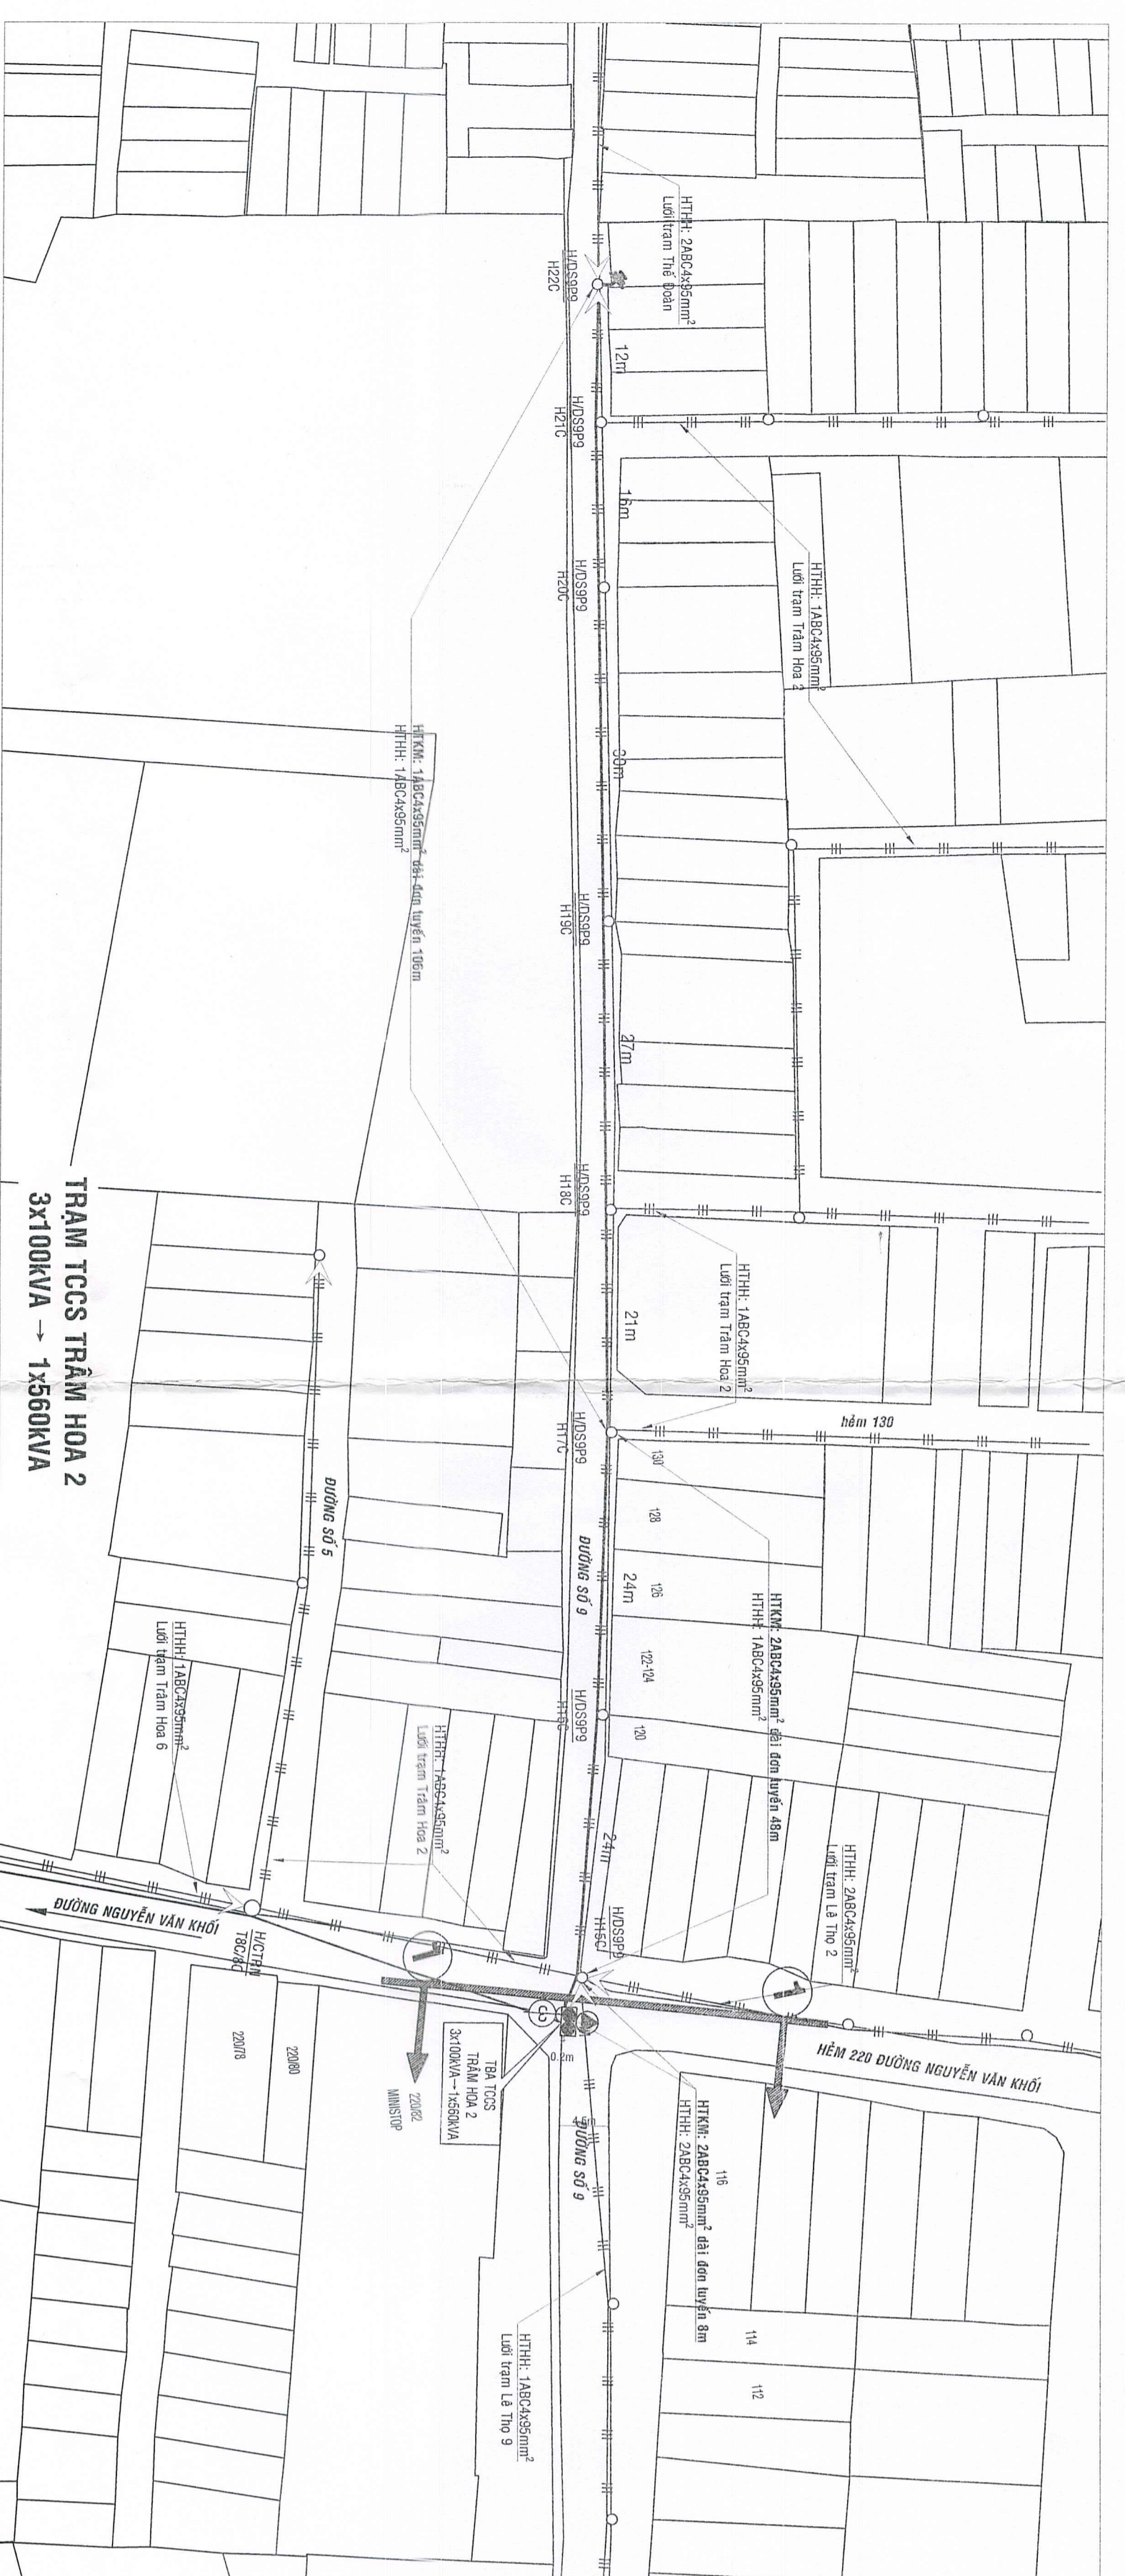 HTHH: 2ABC4x95mm²
Lưới trạm Thế Đoàn
H/DS9P9
H22C
12m
H/DS9P9
H21C
16m
H/DS9P9
H20C
HTHH: 1ABC4x95mm²
Lưới trạm Trâm Hoa 2
30m
HTKM: 1ABC4x95mm² dài đơn tuyến 106m
HTHH: 1ABC4x95mm²
H/DS9P9
H19C
27m
H/DS9P9
H18C
HTHH: 1ABC4x95mm²
Lưới trạm Trâm Hoa 2
21m
hẻm 130
H/DS9P9
H17C
130
128
126
122-124
120
24m
ĐƯỜNG SỐ 9
HTKM: 2ABC4x95mm² dài đơn tuyến 48m
HTHH: 1ABC4x95mm²
H/DS9P9
H16C
24m
HTHH: 2ABC4x95mm²
Lưới trạm Lê Thọ 2
H/DS9P9
H15C
HẺM 220 ĐƯỜNG NGUYỄN VĂN KHỐI
116
HTKM: 2ABC4x95mm² dài đơn tuyến 8m
HTHH: 2ABC4x95mm²
114
112
ĐƯỜNG SỐ 9
0.2m
HTHH: 1ABC4x95mm²
Lưới trạm Lê Thọ 9
TBA TCCS
TRÂM HOA 2
3x100kVA→1x560kVA
220/82
MINISTOP
220/80
220/78
HTHH: 1ABC4x95mm²
Lưới trạm Trâm Hoa 2
H/CTRN
T8C/8C
ĐƯỜNG NGUYỄN VĂN KHỐI
ĐƯỜNG SỐ 5
HTHH: 1ABC4x95mm²
Lưới trạm Trâm Hoa 6
TRẠM TCCS TRÂM HOA 2
3x100kVA → 1x560kVA